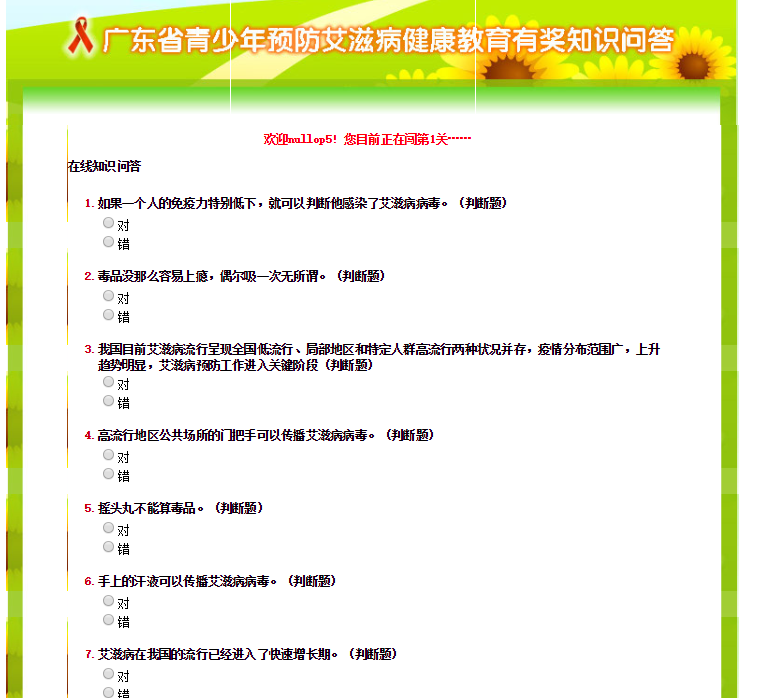 广东省青少年预防艾滋病健康教育有奖知识问答
欢迎nullop5! 您目前正在闯第1关……
在线知识问答
1. 如果一个人的免疫力特别低下，就可以判断他感染了艾滋病病毒。（判断题）
对
错
2. 毒品没那么容易上瘾，偶尔吸一次无所谓。（判断题）
对
错
3. 我国目前艾滋病流行呈现全国低流行、局部地区和特定人群高流行两种状况并存，疫情分布范围广，上升
趋势明显，艾滋病预防工作进入关键阶段（判断题）
对
错
4. 高流行地区公共场所的门把手可以传播艾滋病病毒。（判断题）
对
错
5. 摇头丸不能算毒品。（判断题）
对
错
6. 手上的汗液可以传播艾滋病病毒。（判断题）
对
错
7. 艾滋病在我国的流行已经进入了快速增长期。（判断题）
对
错